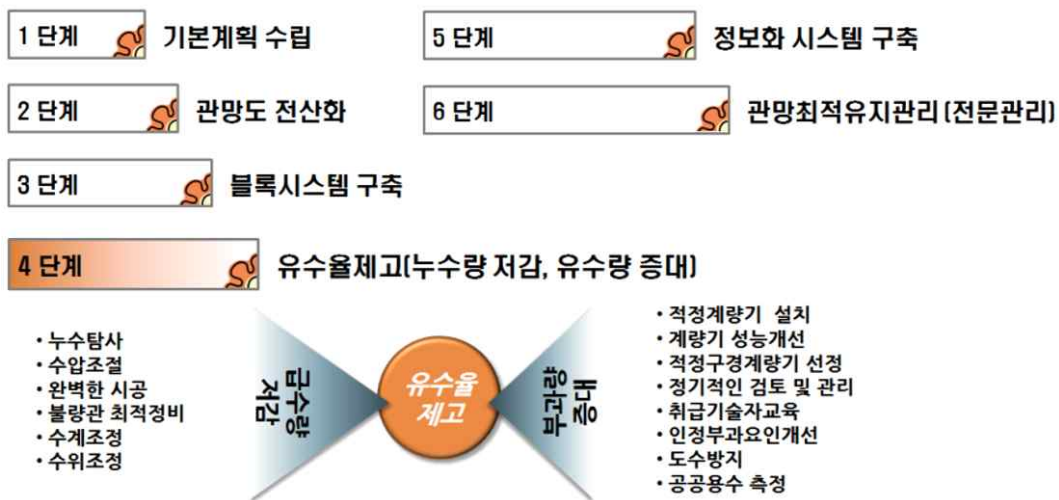 1 단계 기본계획 수립
2 단계 관망도 전산화
3 단계 블록시스템 구축
4 단계 유수율제고(누수량 저감, 유수량 증대)
5 단계 정보화 시스템 구축
6 단계 관망최적유지관리(전문관리)
• 누수탐사
• 수압조절
• 완벽한 시공
• 불량관 최적정비
• 수계조정
• 수위조정
급수량
저감
유수율
제고
부과량
증대
• 적정계량기 설치
• 계량기 성능개선
• 적정구경계량기 선정
• 정기적인 검토 및 관리
• 취급기술자교육
• 인정부과요인개선
• 도수방지
• 공공용수 측정